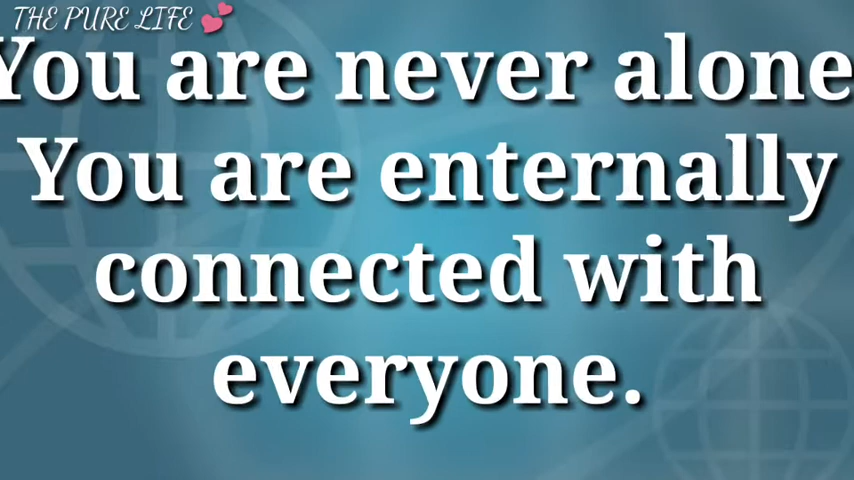 THE PURE LIFE 💕
You are never alone
You are enternally
connected with
everyone.